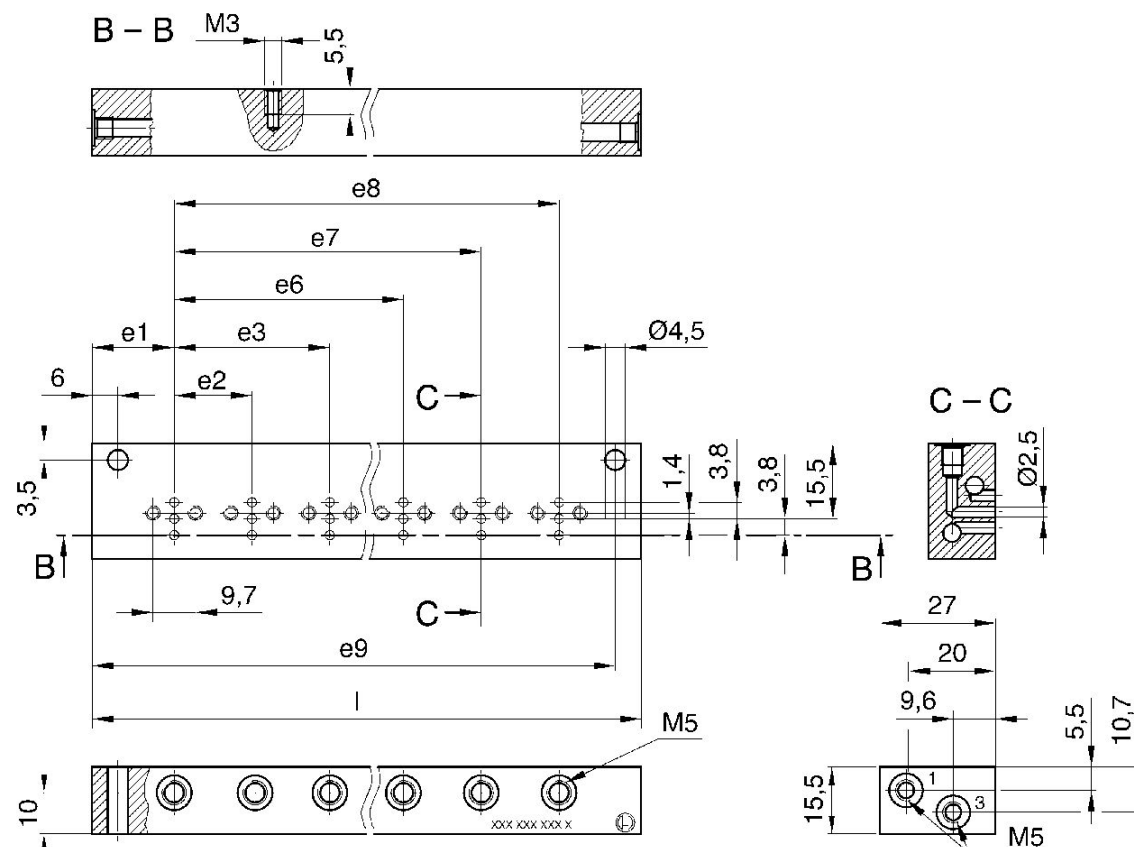 B – B
M3
5,5
e8
e7
e6
e1
e3
Ø4,5
6
e2
C
C – C
3,5
1,4
3,8
3,8
15,5
Ø2,5
B
B
9,7
C
27
e9
20
l
9,6
5,5
10,7
M5
10
XXX XXX XXX X
L
15,5
1
3
M5